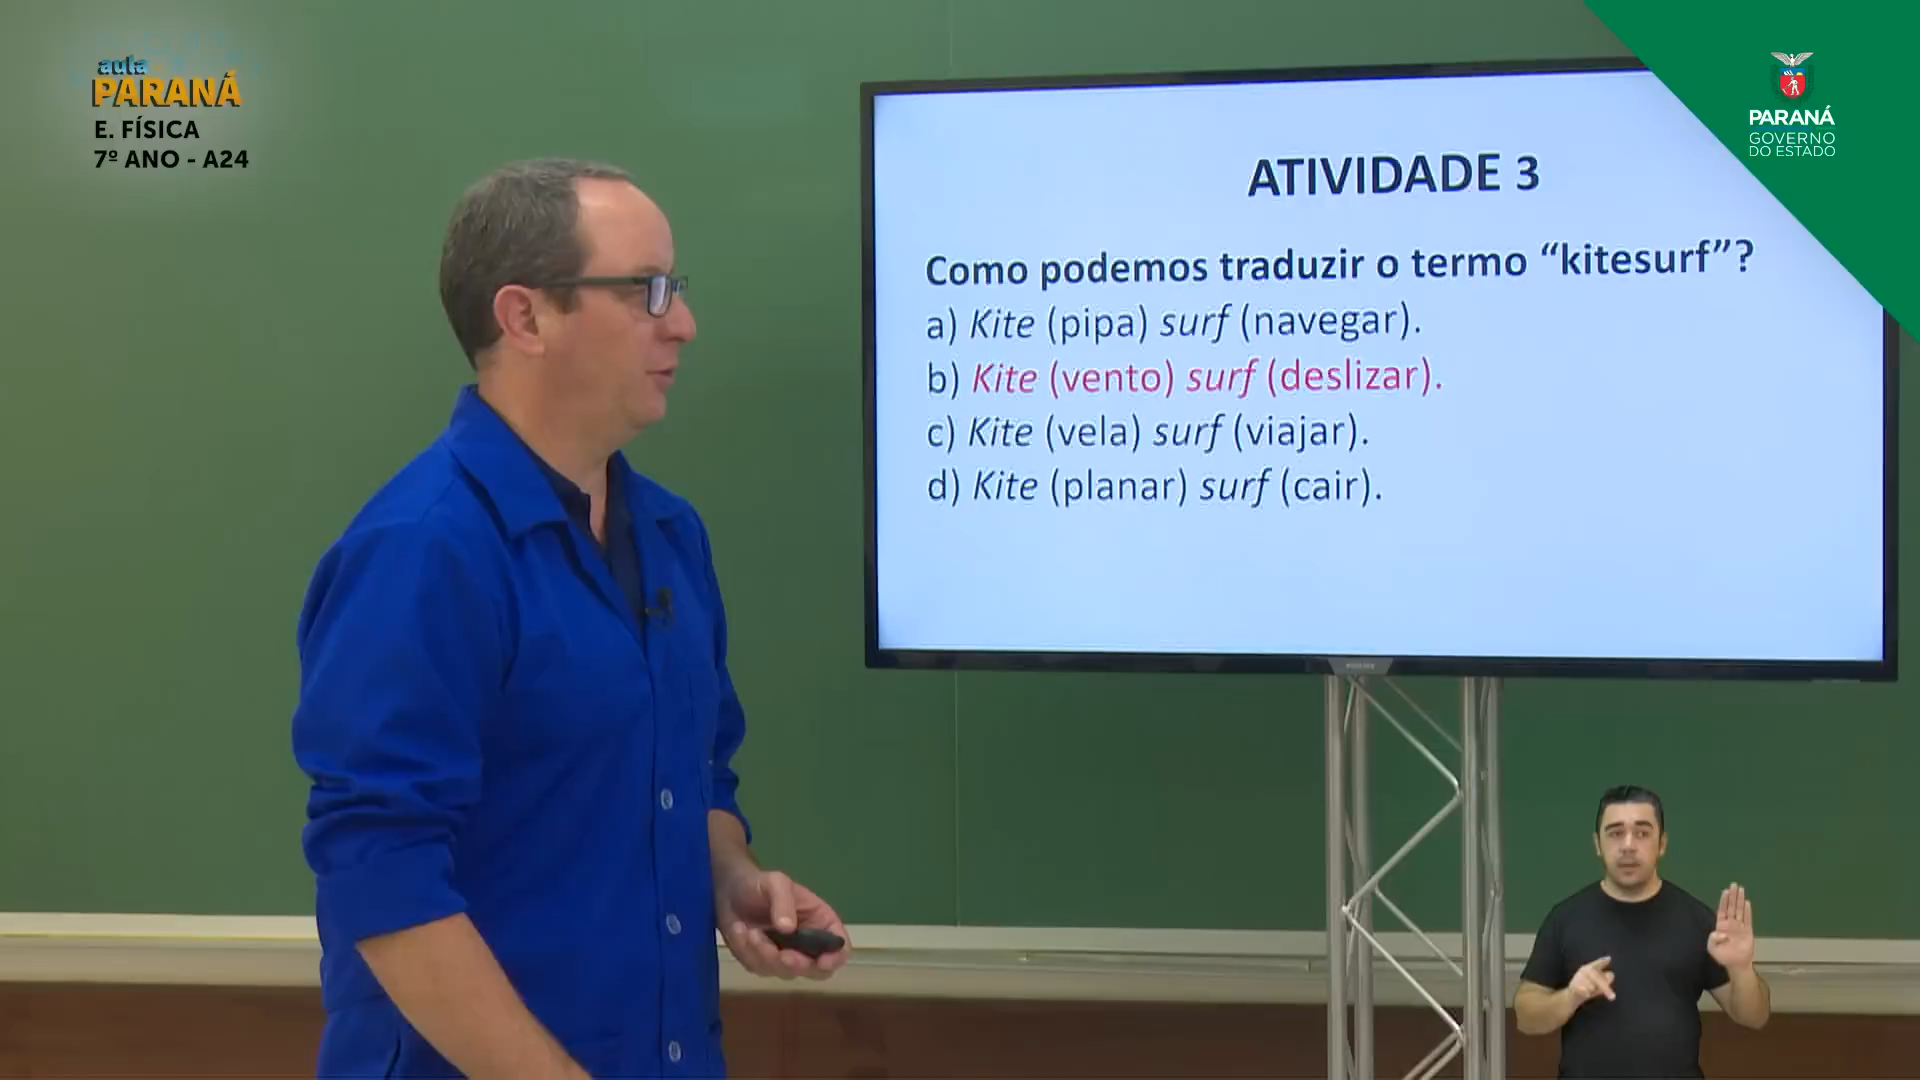 aula
PARANÁ
E. FÍSICA
7º ANO - A24
PARANÁ
GOVERNO
DO ESTADO
ATIVIDADE 3
Como podemos traduzir o termo “kitesurf”?
a) Kite (pipa) surf (navegar).
b) Kite (vento) surf (deslizar).
c) Kite (vela) surf (viajar).
d) Kite (planar) surf (cair).
PHILIPS